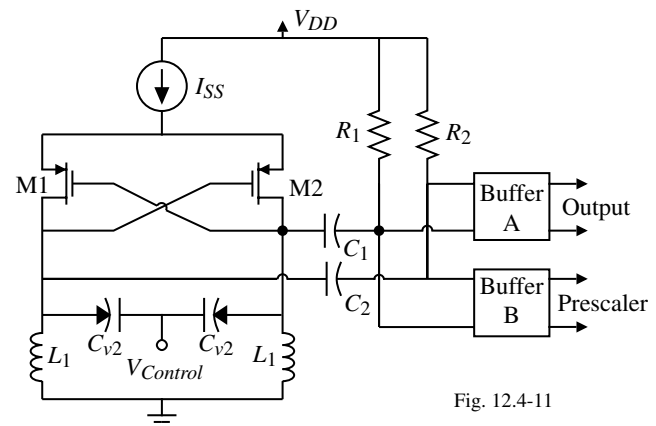 V_DD
I_SS
R_1
R_2
M1
M2
Buffer
A
Output
C_1
C_2
Buffer
B
Prescaler
C_v2
C_v2
L_1
L_1
V_Control
Fig. 12.4-11